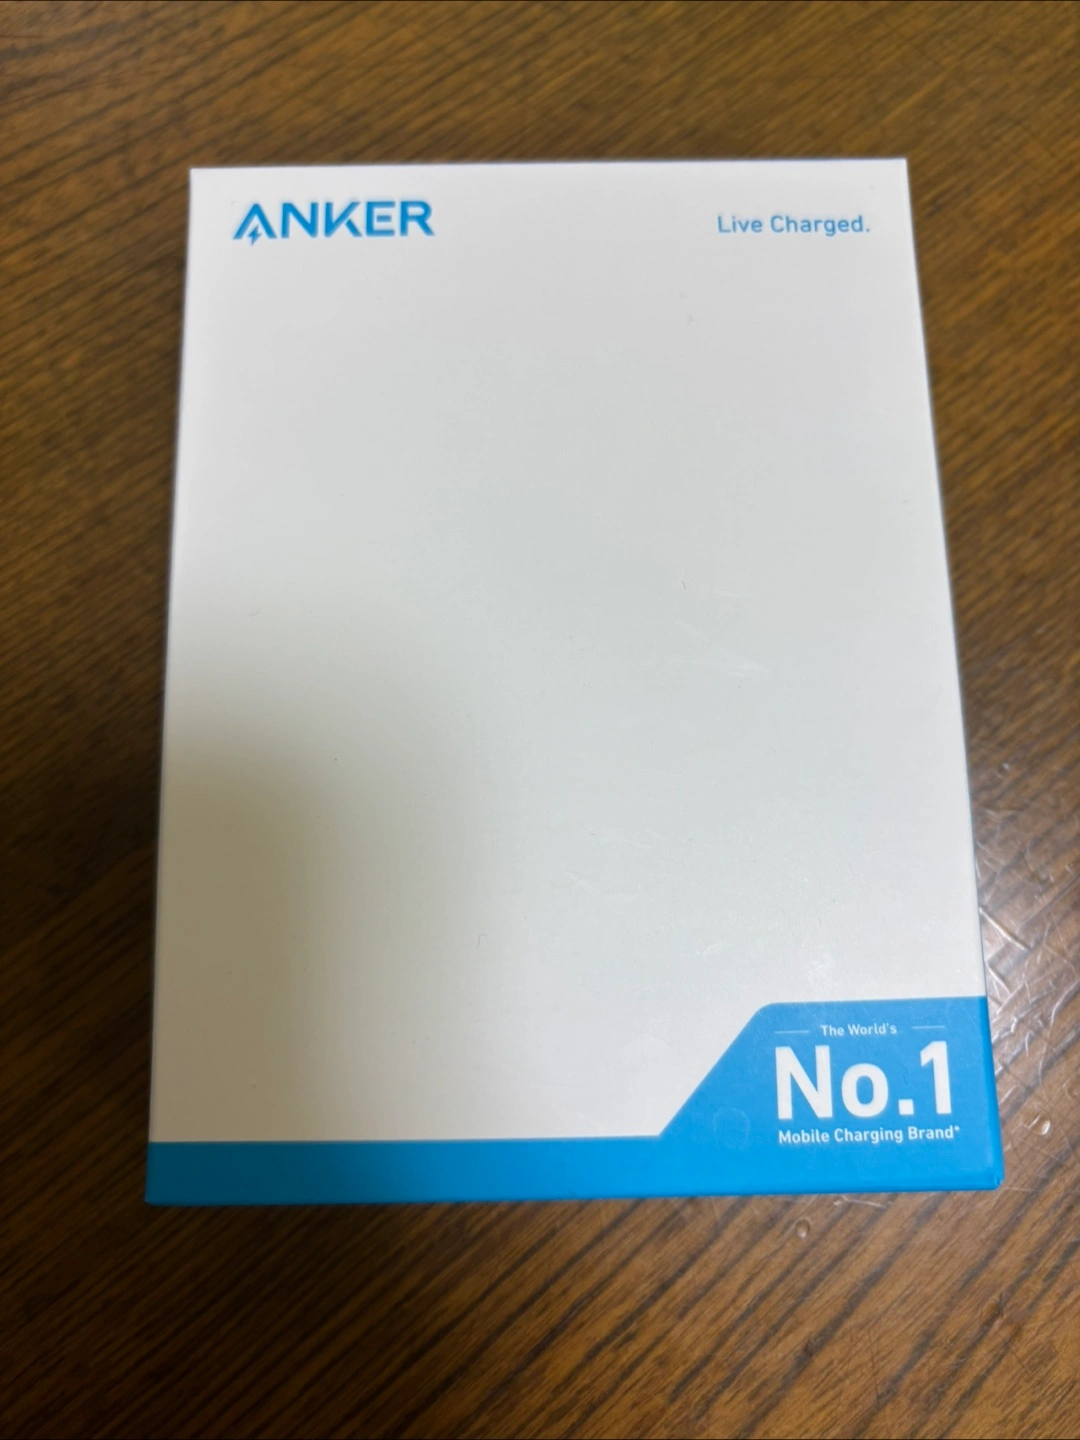 ANKER
Live Charged.
The World's
No.1
Mobile Charging Brand*